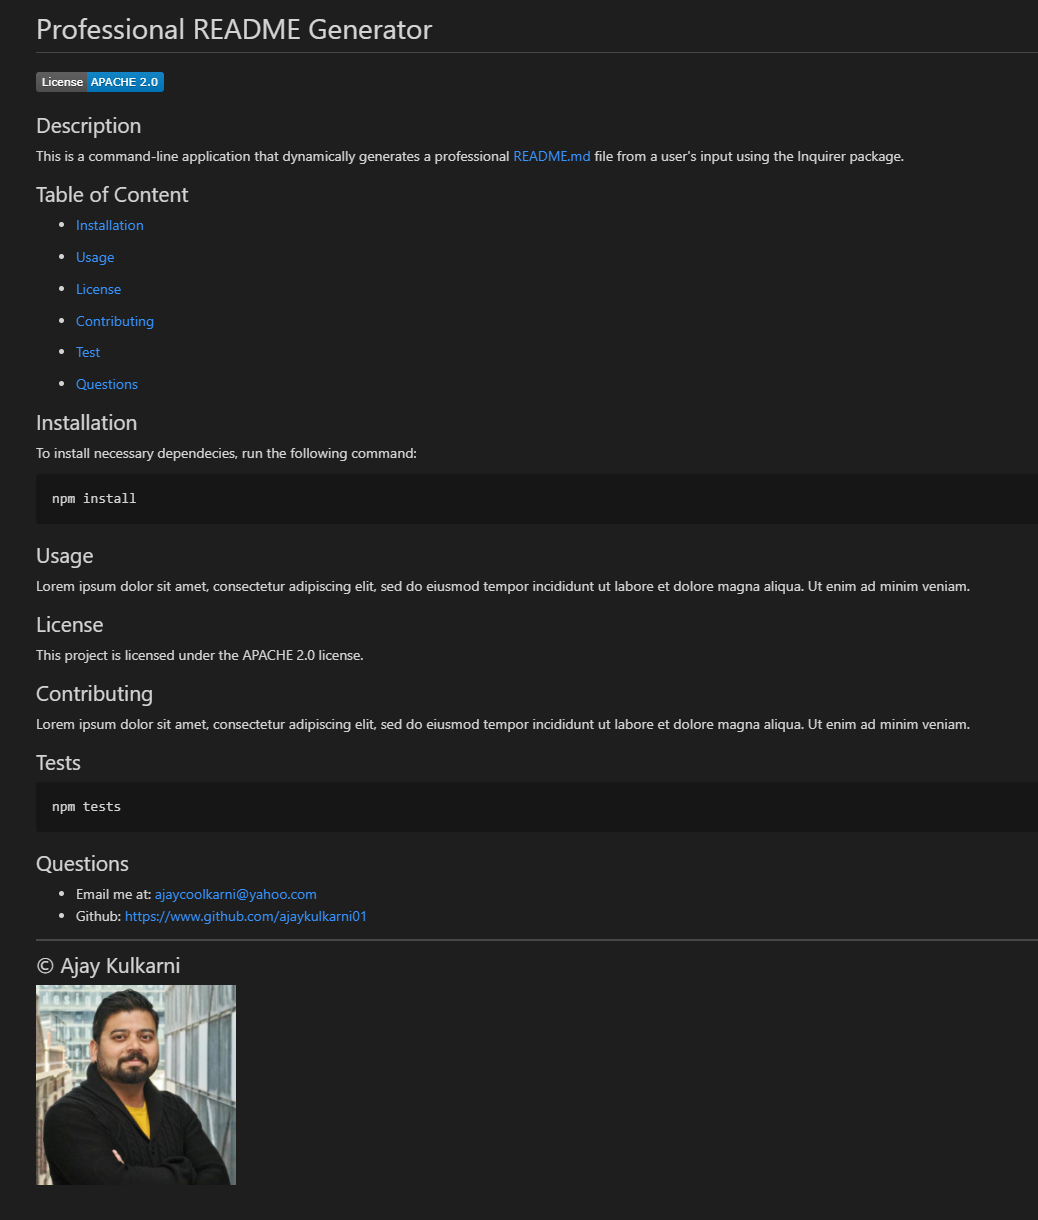 Professional README Generator
License APACHE 2.0
Description
This is a command-line application that dynamically generates a professional README.md file from a user's input using the Inquirer package.
Table of Content
Installation
Usage
License
Contributing
Test
Questions
Installation
To install necessary dependecies, run the following command:
npm install
Usage
Lorem ipsum dolor sit amet, consectetur adipiscing elit, sed do eiusmod tempor incididunt ut labore et dolore magna aliqua. Ut enim ad minim veniam.
License
This project is licensed under the APACHE 2.0 license.
Contributing
Lorem ipsum dolor sit amet, consectetur adipiscing elit, sed do eiusmod tempor incididunt ut labore et dolore magna aliqua. Ut enim ad minim veniam.
Tests
npm tests
Questions
Email me at: ajaycoolkarni@yahoo.com
Github: https://www.github.com/ajaykulkarni01
© Ajay Kulkarni